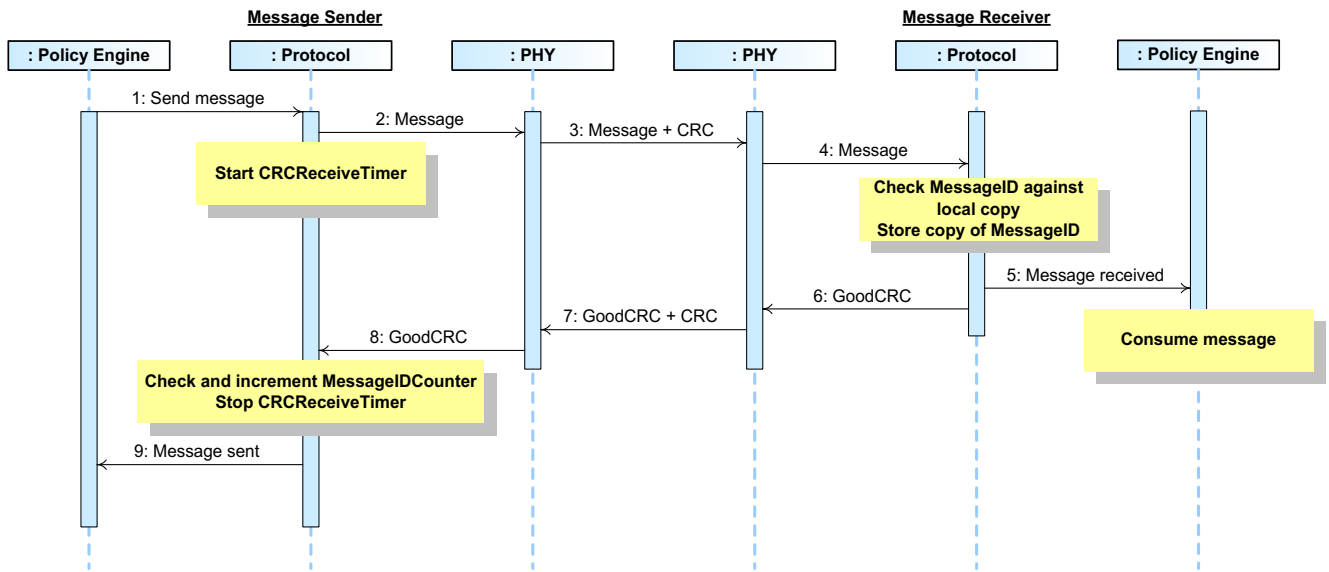 Message Sender
Message Receiver
: Policy Engine
: Protocol
: PHY
: PHY
: Protocol
: Policy Engine
1: Send message
2: Message
3: Message + CRC
4: Message
Start CRCReceiveTimer
Check MessageID against
local copy
Store copy of MessageID
5: Message received
6: GoodCRC
7: GoodCRC + CRC
8: GoodCRC
Consume message
Check and increment MessageIDCounter
Stop CRCReceiveTimer
9: Message sent